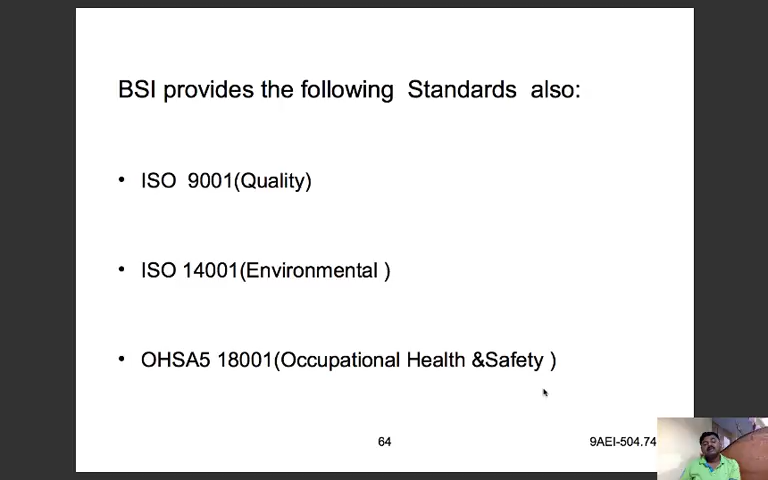 BSI provides the following Standards also:
• ISO 9001(Quality)
• ISO 14001(Environmental )
• OHSA5 18001(Occupational Health &Safety )
64
9AEI-504.74